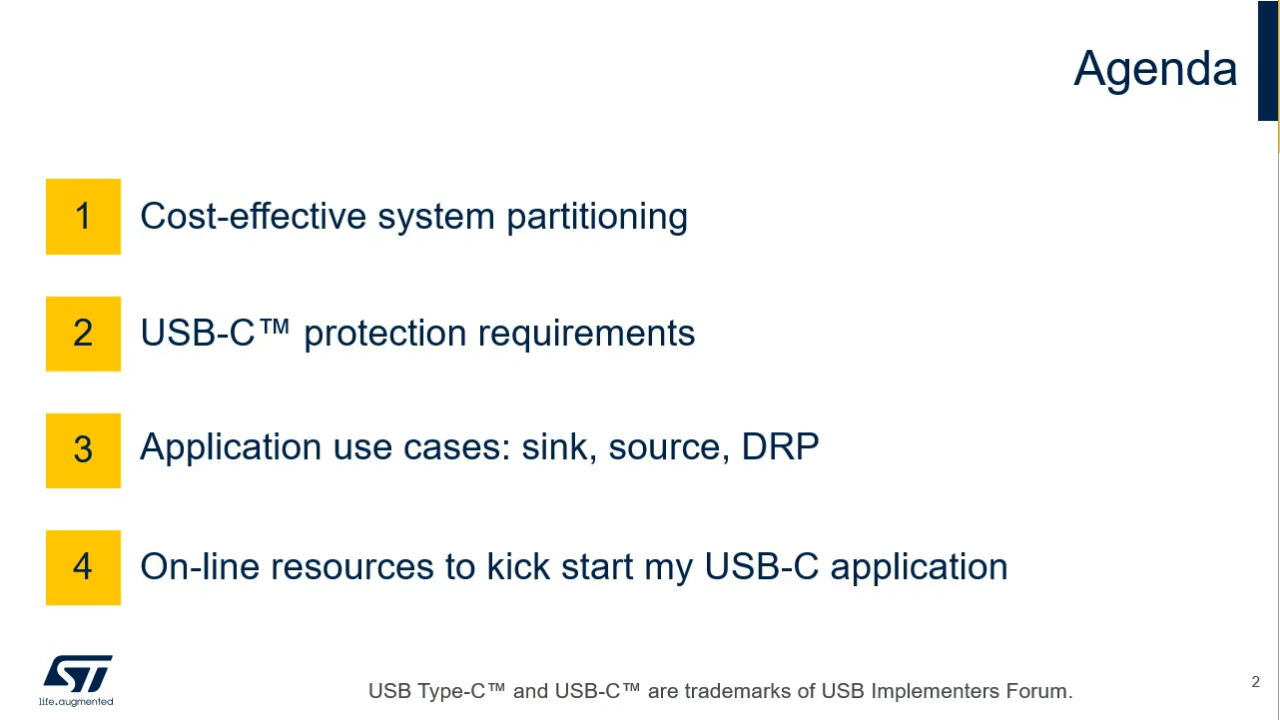 Agenda
1 Cost-effective system partitioning
2 USB-C™ protection requirements
3 Application use cases: sink, source, DRP
4 On-line resources to kick start my USB-C application
ST
life.augmented
USB Type-C™ and USB-C™ are trademarks of USB Implementers Forum.
2